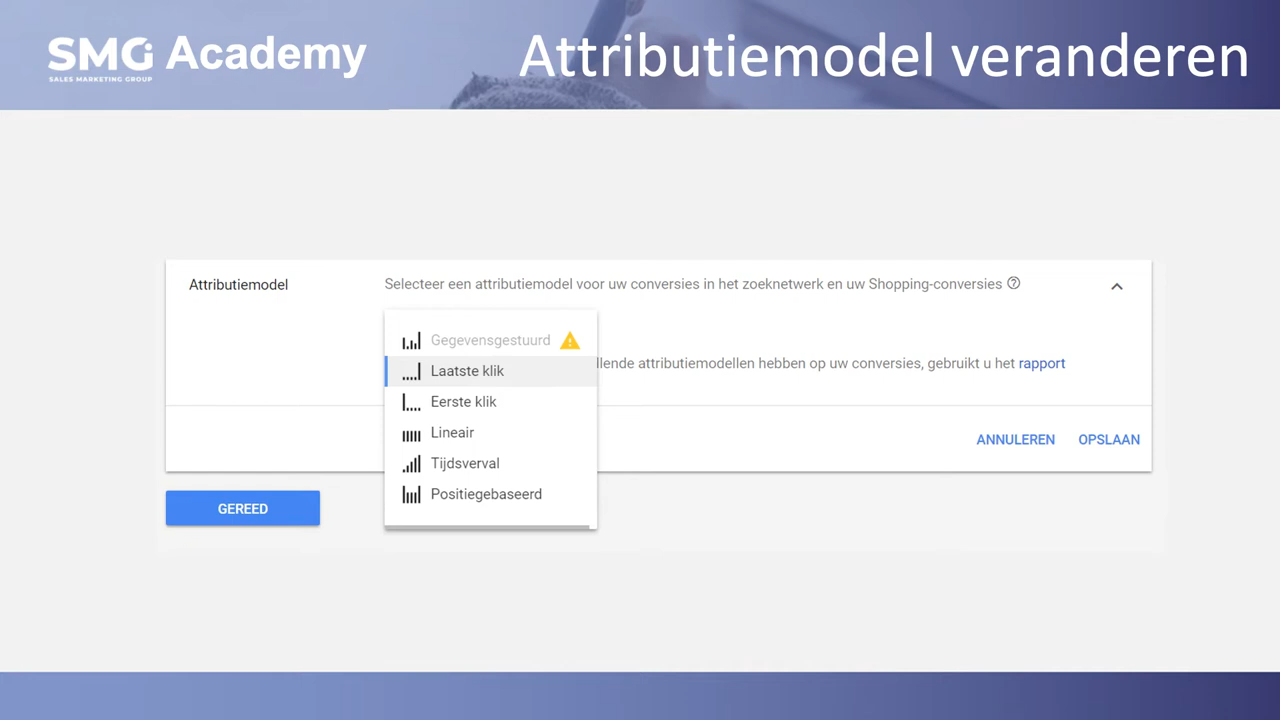 SMG Academy
SALES MARKETING GROUP
Attributiemodel veranderen
Attributiemodel
Selecteer een attributiemodel voor uw conversies in het zoeknetwerk en uw Shopping-conversies
Gegevensgestuurd
llende attributiemodellen hebben op uw conversies, gebruikt u het rapport
Laatste klik
Eerste klik
Lineair
Tijdsverval
Positiegebaseerd
ANNULEREN OPSLAAN
GEREED